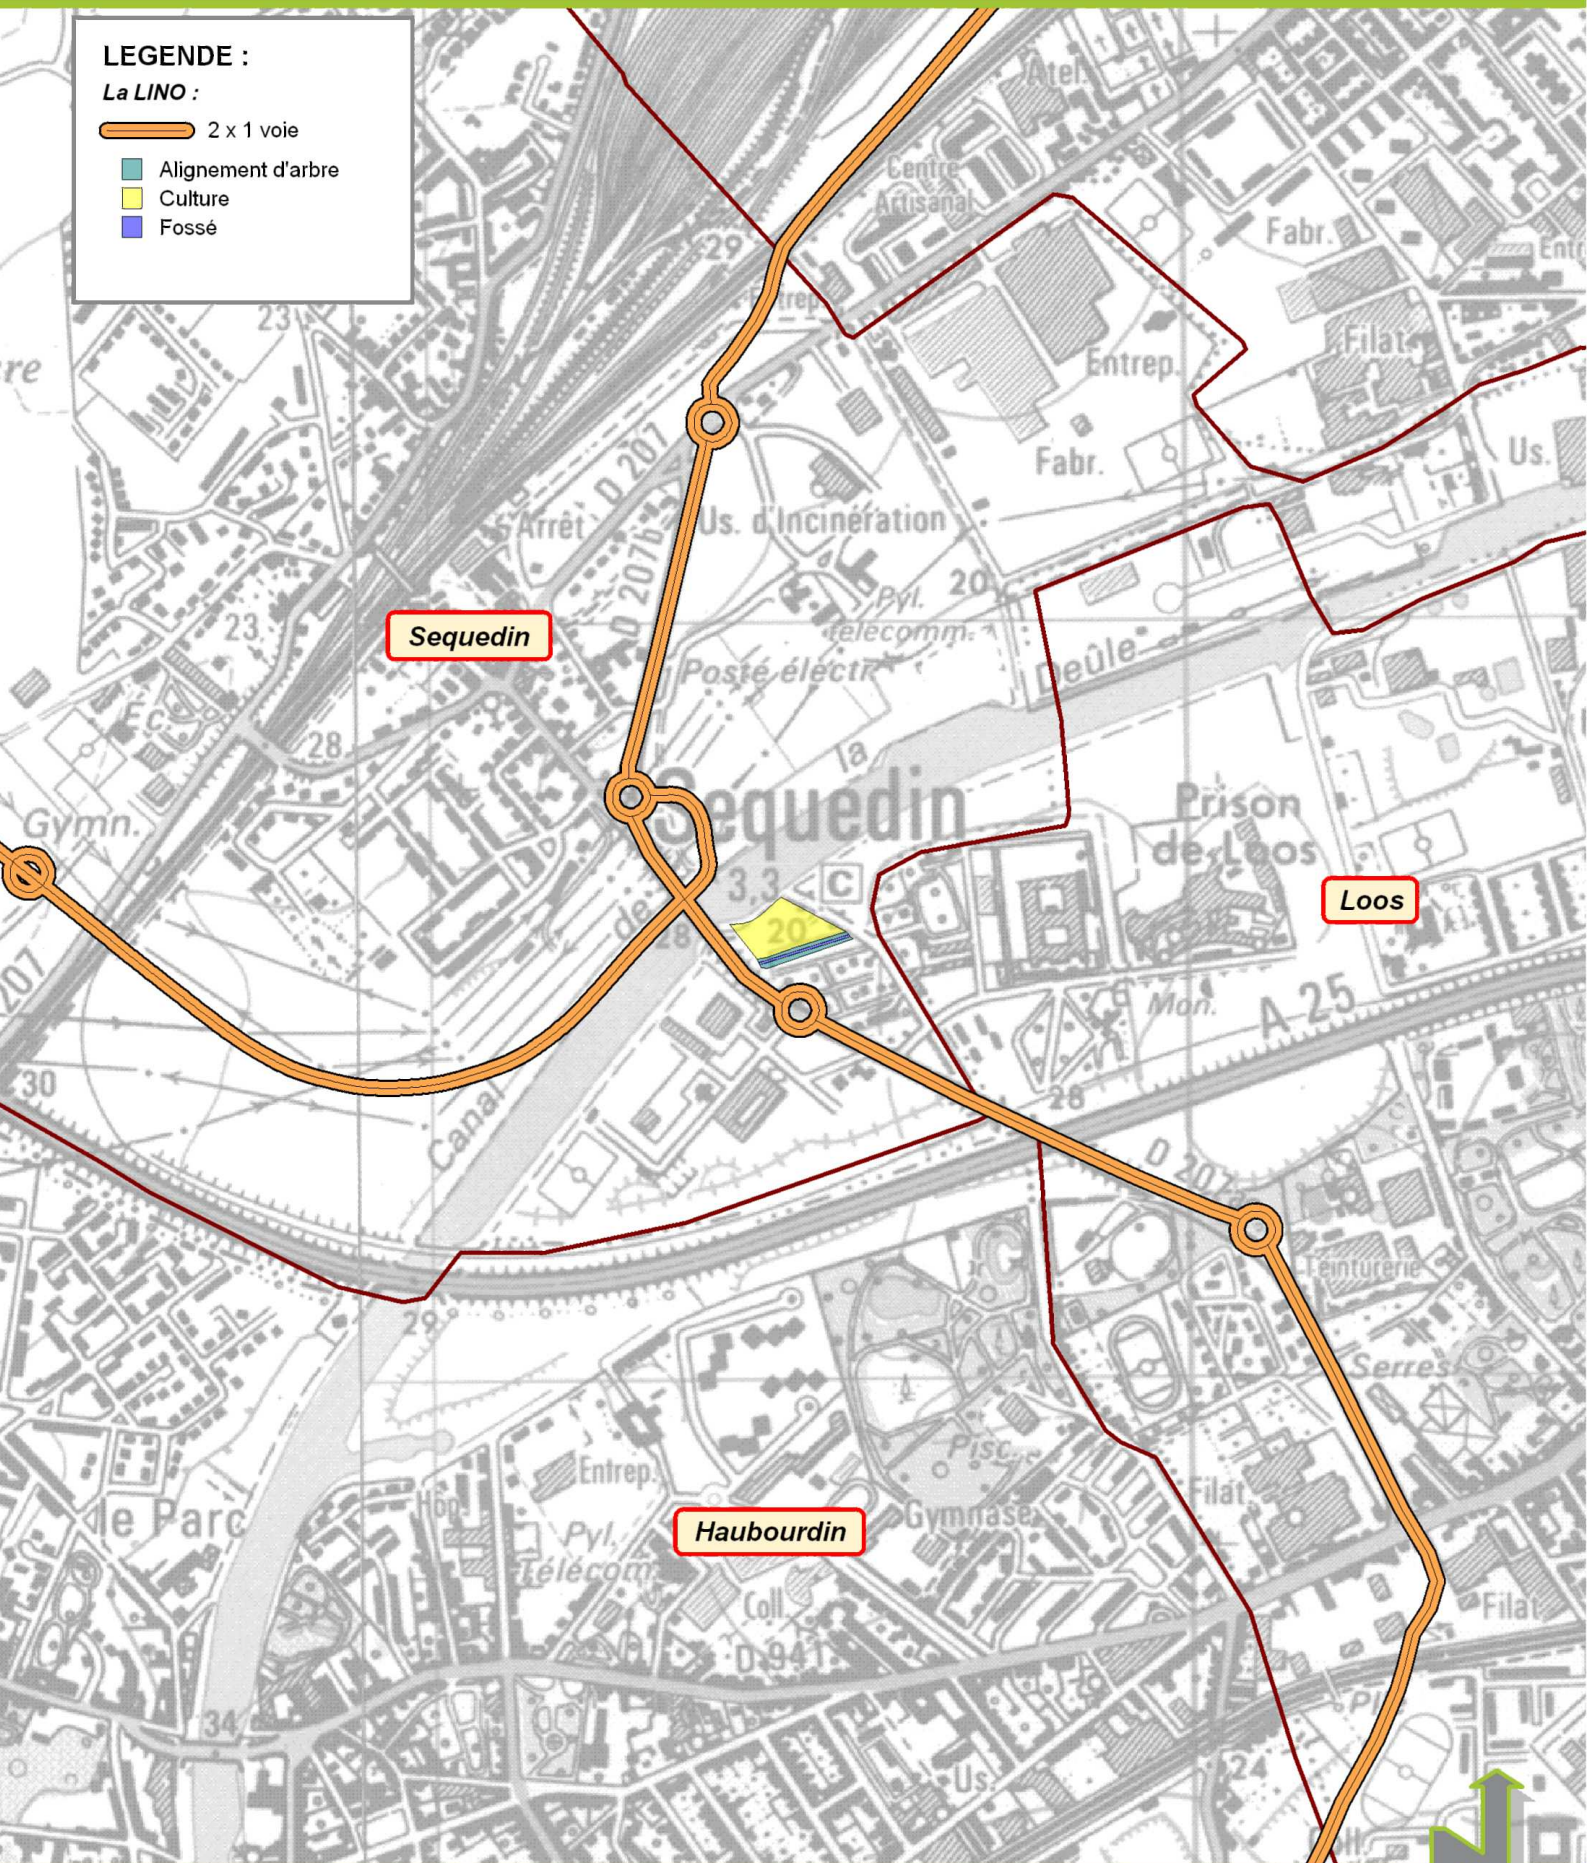 LEGENDE :
La LINO :
2 x 1 voie
Alignement d'arbre
Culture
Fossé
Atel.
Centre
Artisanal
29
Fabr.
23
Entrep.
Filat.
Fabr.
Us.
D 207
Arrêt
Us. d'Incinération
D 207b
Pyl.
20
télécomm.
23
Sequedin
Poste électr.
Deûle
la
Ec.
28
Gymn.
Sequedin
Prison
de Loos
3,3
C
Loos
de
28
20
207
Mon.
A 25
30
28
Canal
D 207
Teinturerie
29
Serres
Pisc.
Entrep.
Hôp.
Filat.
le Parc
Haubourdin
Gymnase
Pyl.
télécom
Coll.
Filat.
D 941
34
Us.
24